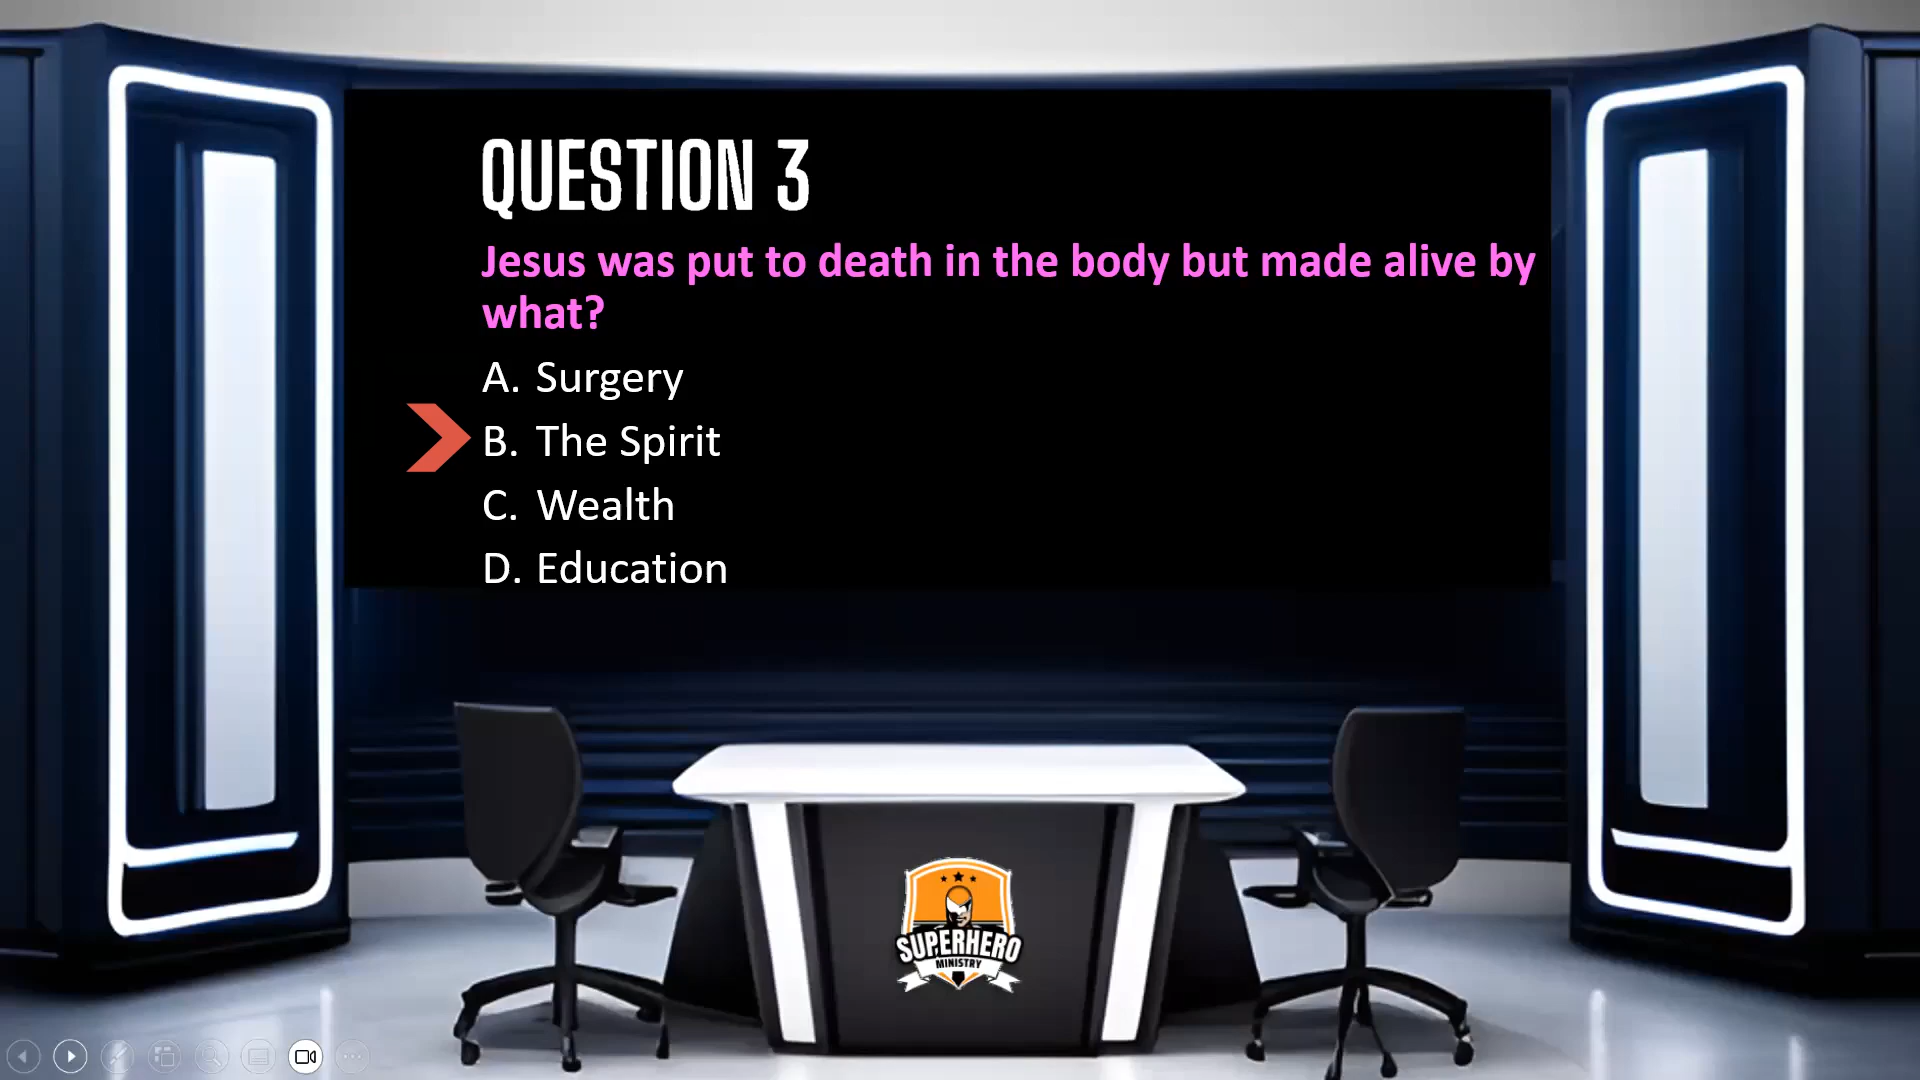 QUESTION 3
Jesus was put to death in the body but made alive by
what?
A. Surgery
B. The Spirit
C. Wealth
D. Education
SUPERHERO
MINISTRY